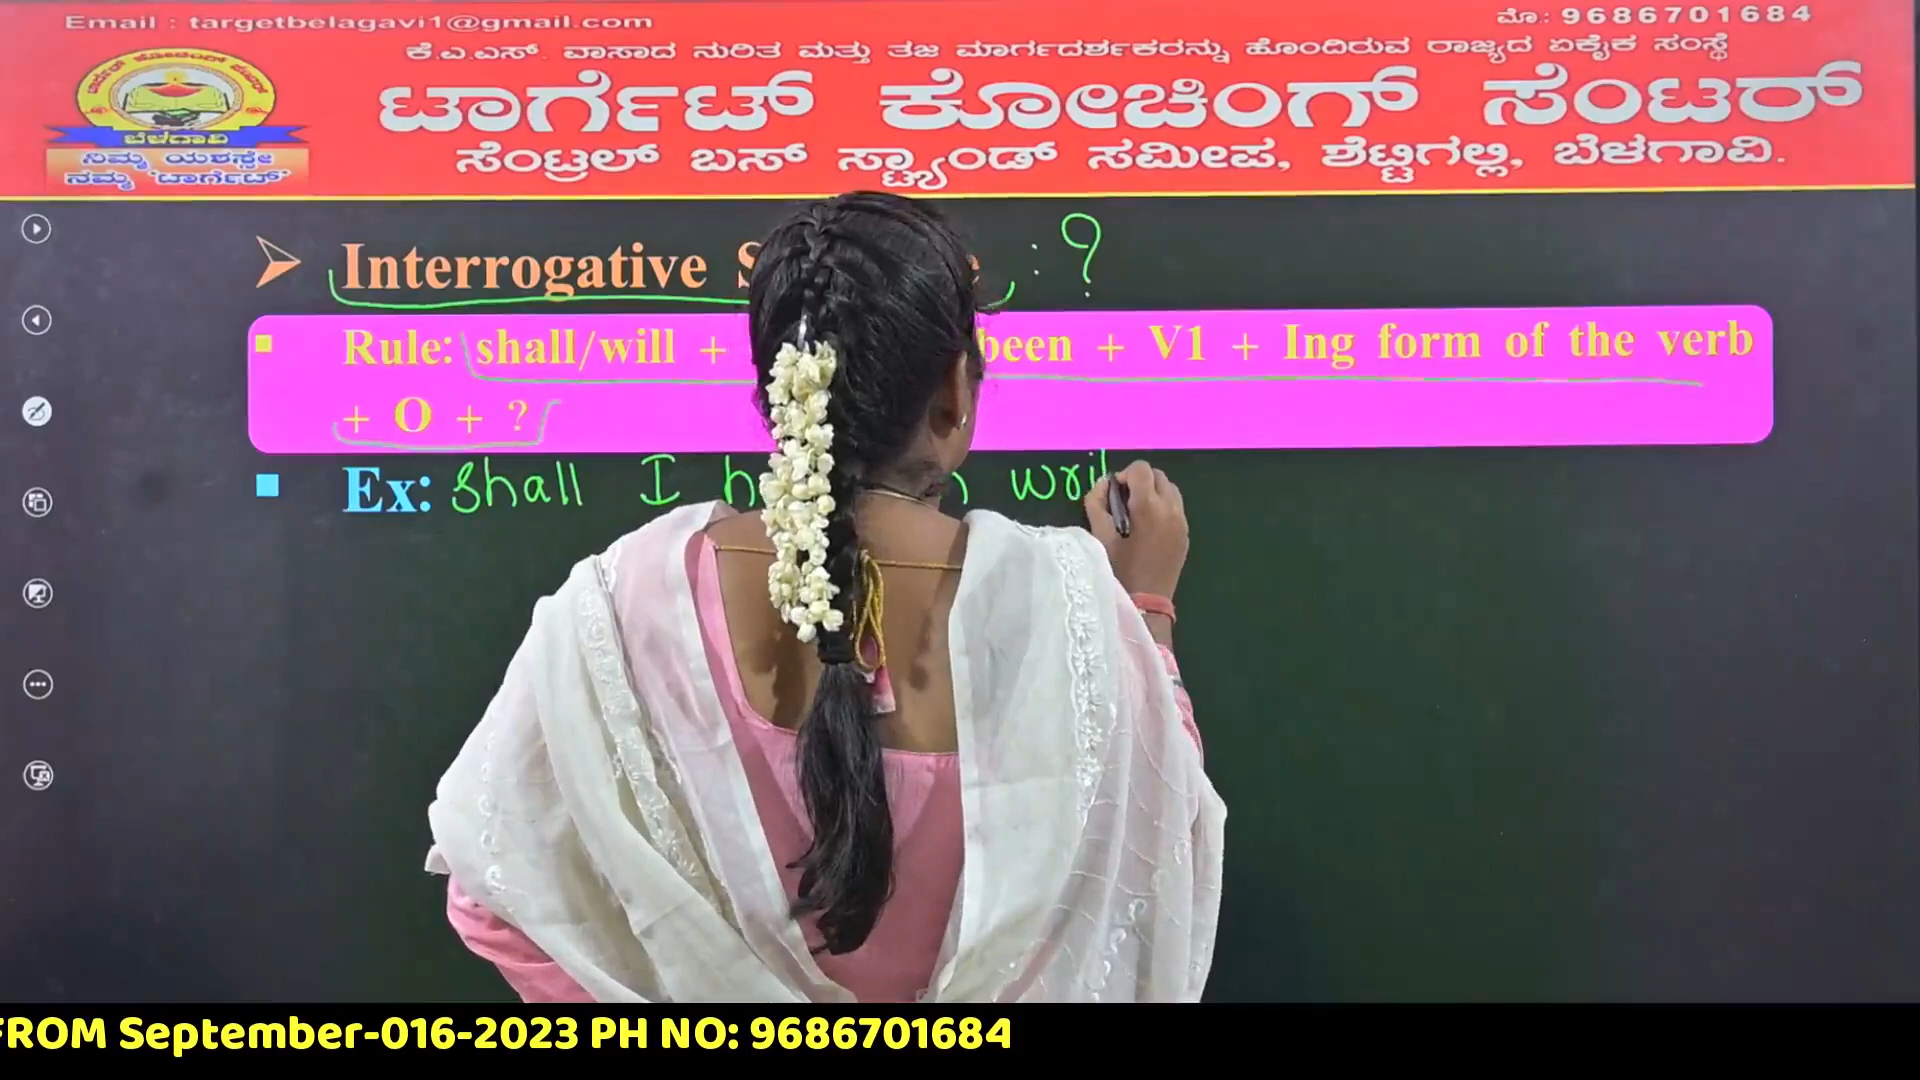 Email : targetbelagavi1@gmail.com
ಮೊ.: 9686701684
ಕೆ.ಎ.ಎಸ್. ವಾಸಾದ ನುರಿತ ಮತ್ತು ತಜ್ಞ ಮಾರ್ಗದರ್ಶಕರನ್ನು ಹೊಂದಿರುವ ರಾಜ್ಯದ ಏಕೈಕ ಸಂಸ್ಥೆ
ಟಾರ್ಗೆಟ್ ಕೋಚಿಂಗ್ ಸೆಂಟರ್
ಸೆಂಟ್ರಲ್ ಬಸ್ ಸ್ಟ್ಯಾಂಡ್ ಸಮೀಪ, ಶೆಟ್ಟಿಗಲ್ಲಿ, ಬೆಳಗಾವಿ.
ಬೆಳಗಾವಿ
ನಿಮ್ಮ ಯಶಸ್ಸೇ
ನಮ್ಮ 'ಟಾರ್ಗೆಟ್'
Interrogative : ?
Rule: shall/will + been + V1 + Ing form of the verb
+ O + ?
Ex: Shall I
FROM September-016-2023 PH NO: 9686701684